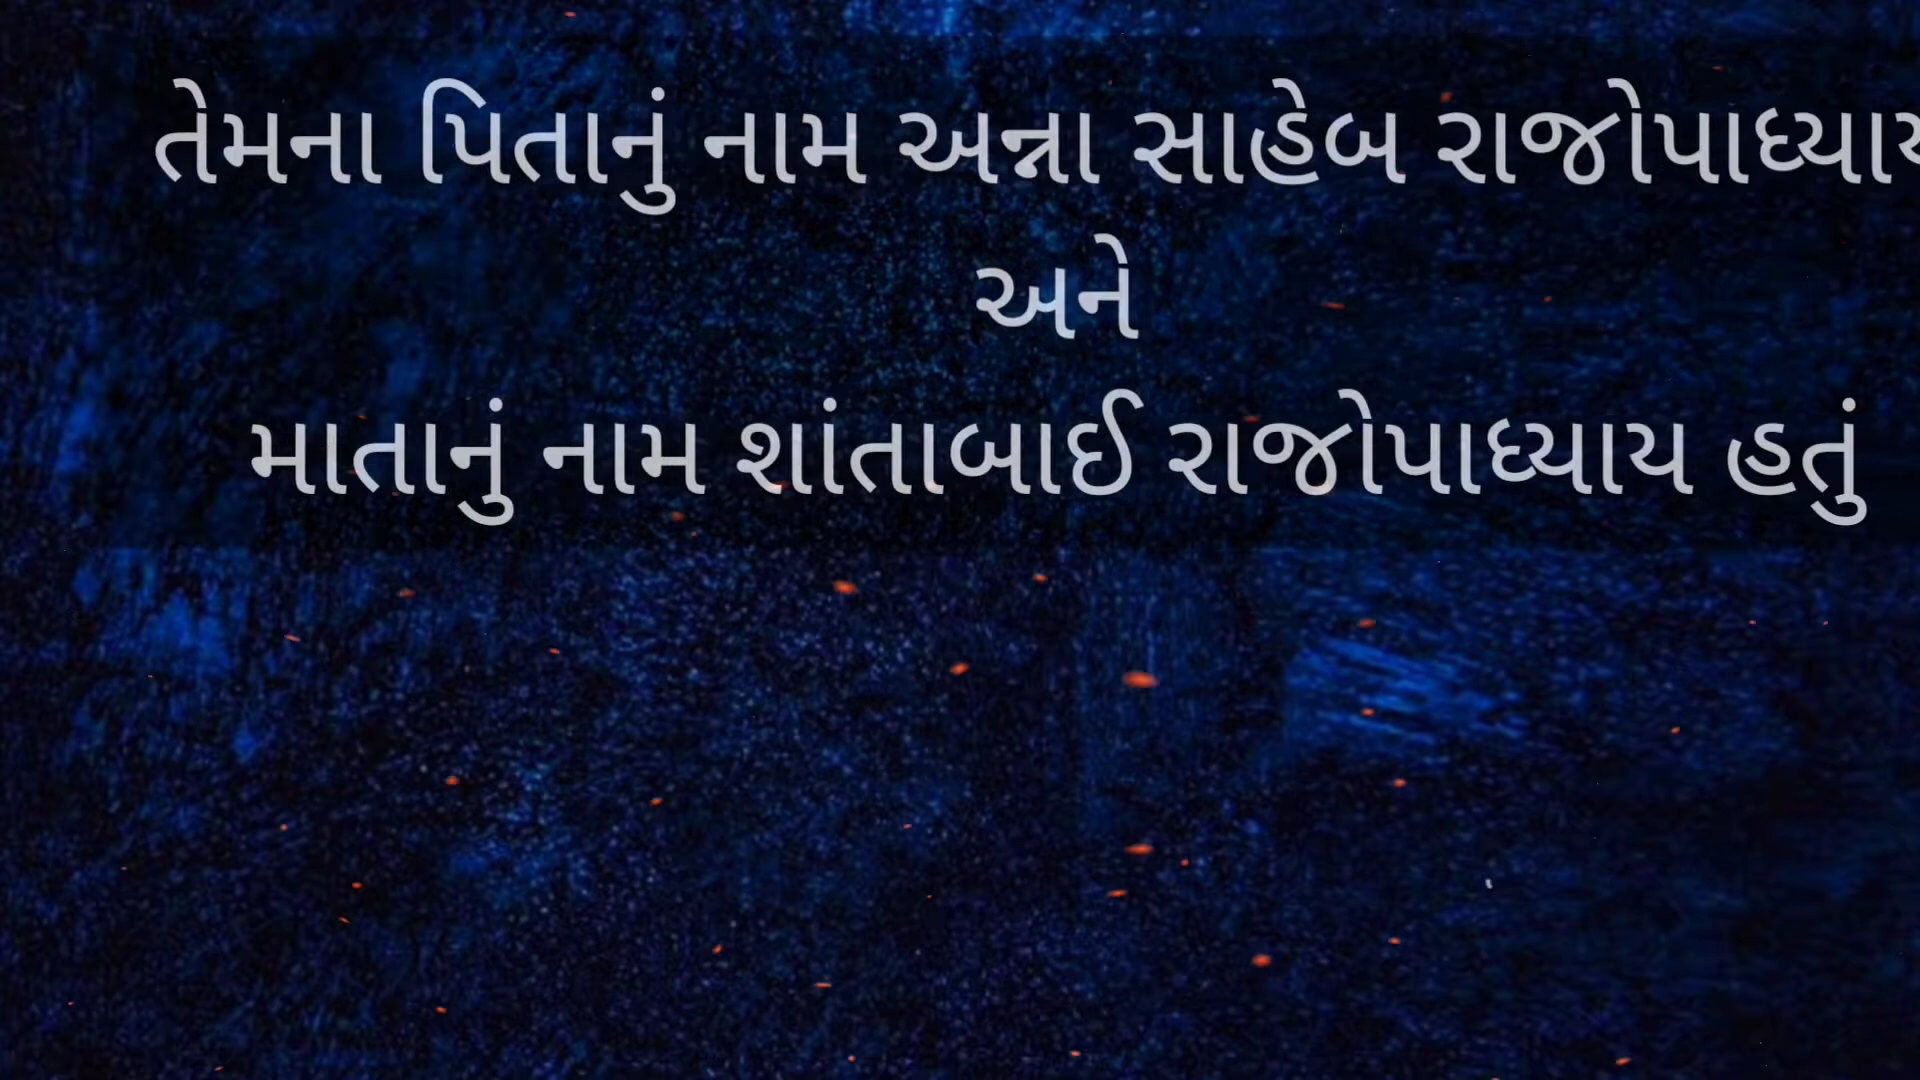 તેમના પિતાનું નામ અન્ના સાહેબ રાજોપાધ્યાય
અને
માતાનું નામ શાંતાબાઈ રાજોપાધ્યાય હતું